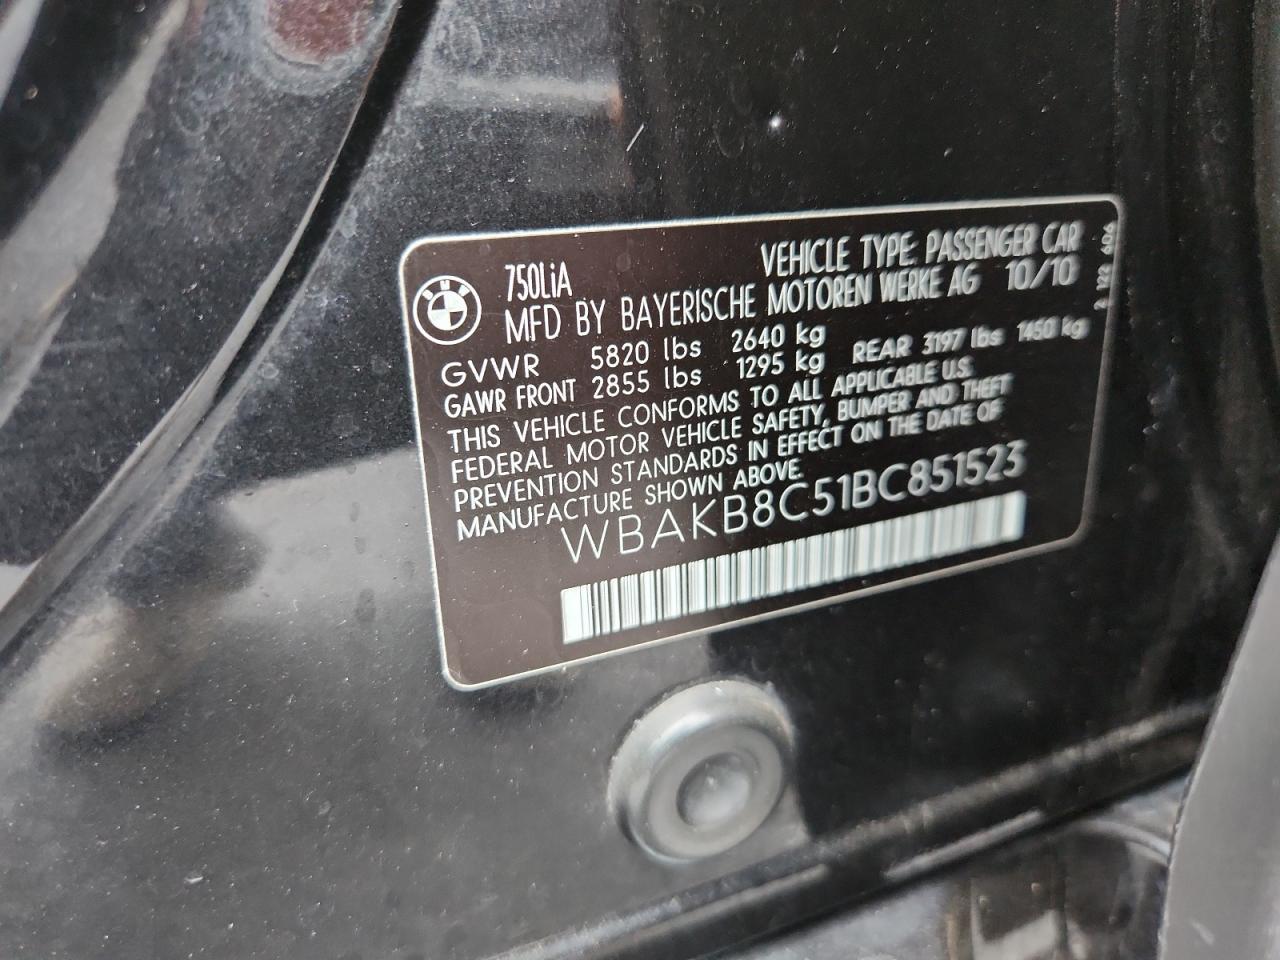 BMW
750LiA
VEHICLE TYPE: PASSENGER CAR
MFD BY BAYERISCHE MOTOREN WERKE AG 10/10
GVWR 5820 lbs 2640 kg
GAWR FRONT 2855 lbs 1295 kg REAR 3197 lbs 1450 kg
THIS VEHICLE CONFORMS TO ALL APPLICABLE U.S.
FEDERAL MOTOR VEHICLE SAFETY, BUMPER AND THEFT
PREVENTION STANDARDS IN EFFECT ON THE DATE OF
MANUFACTURE SHOWN ABOVE.
WBAKB8C51BC851523